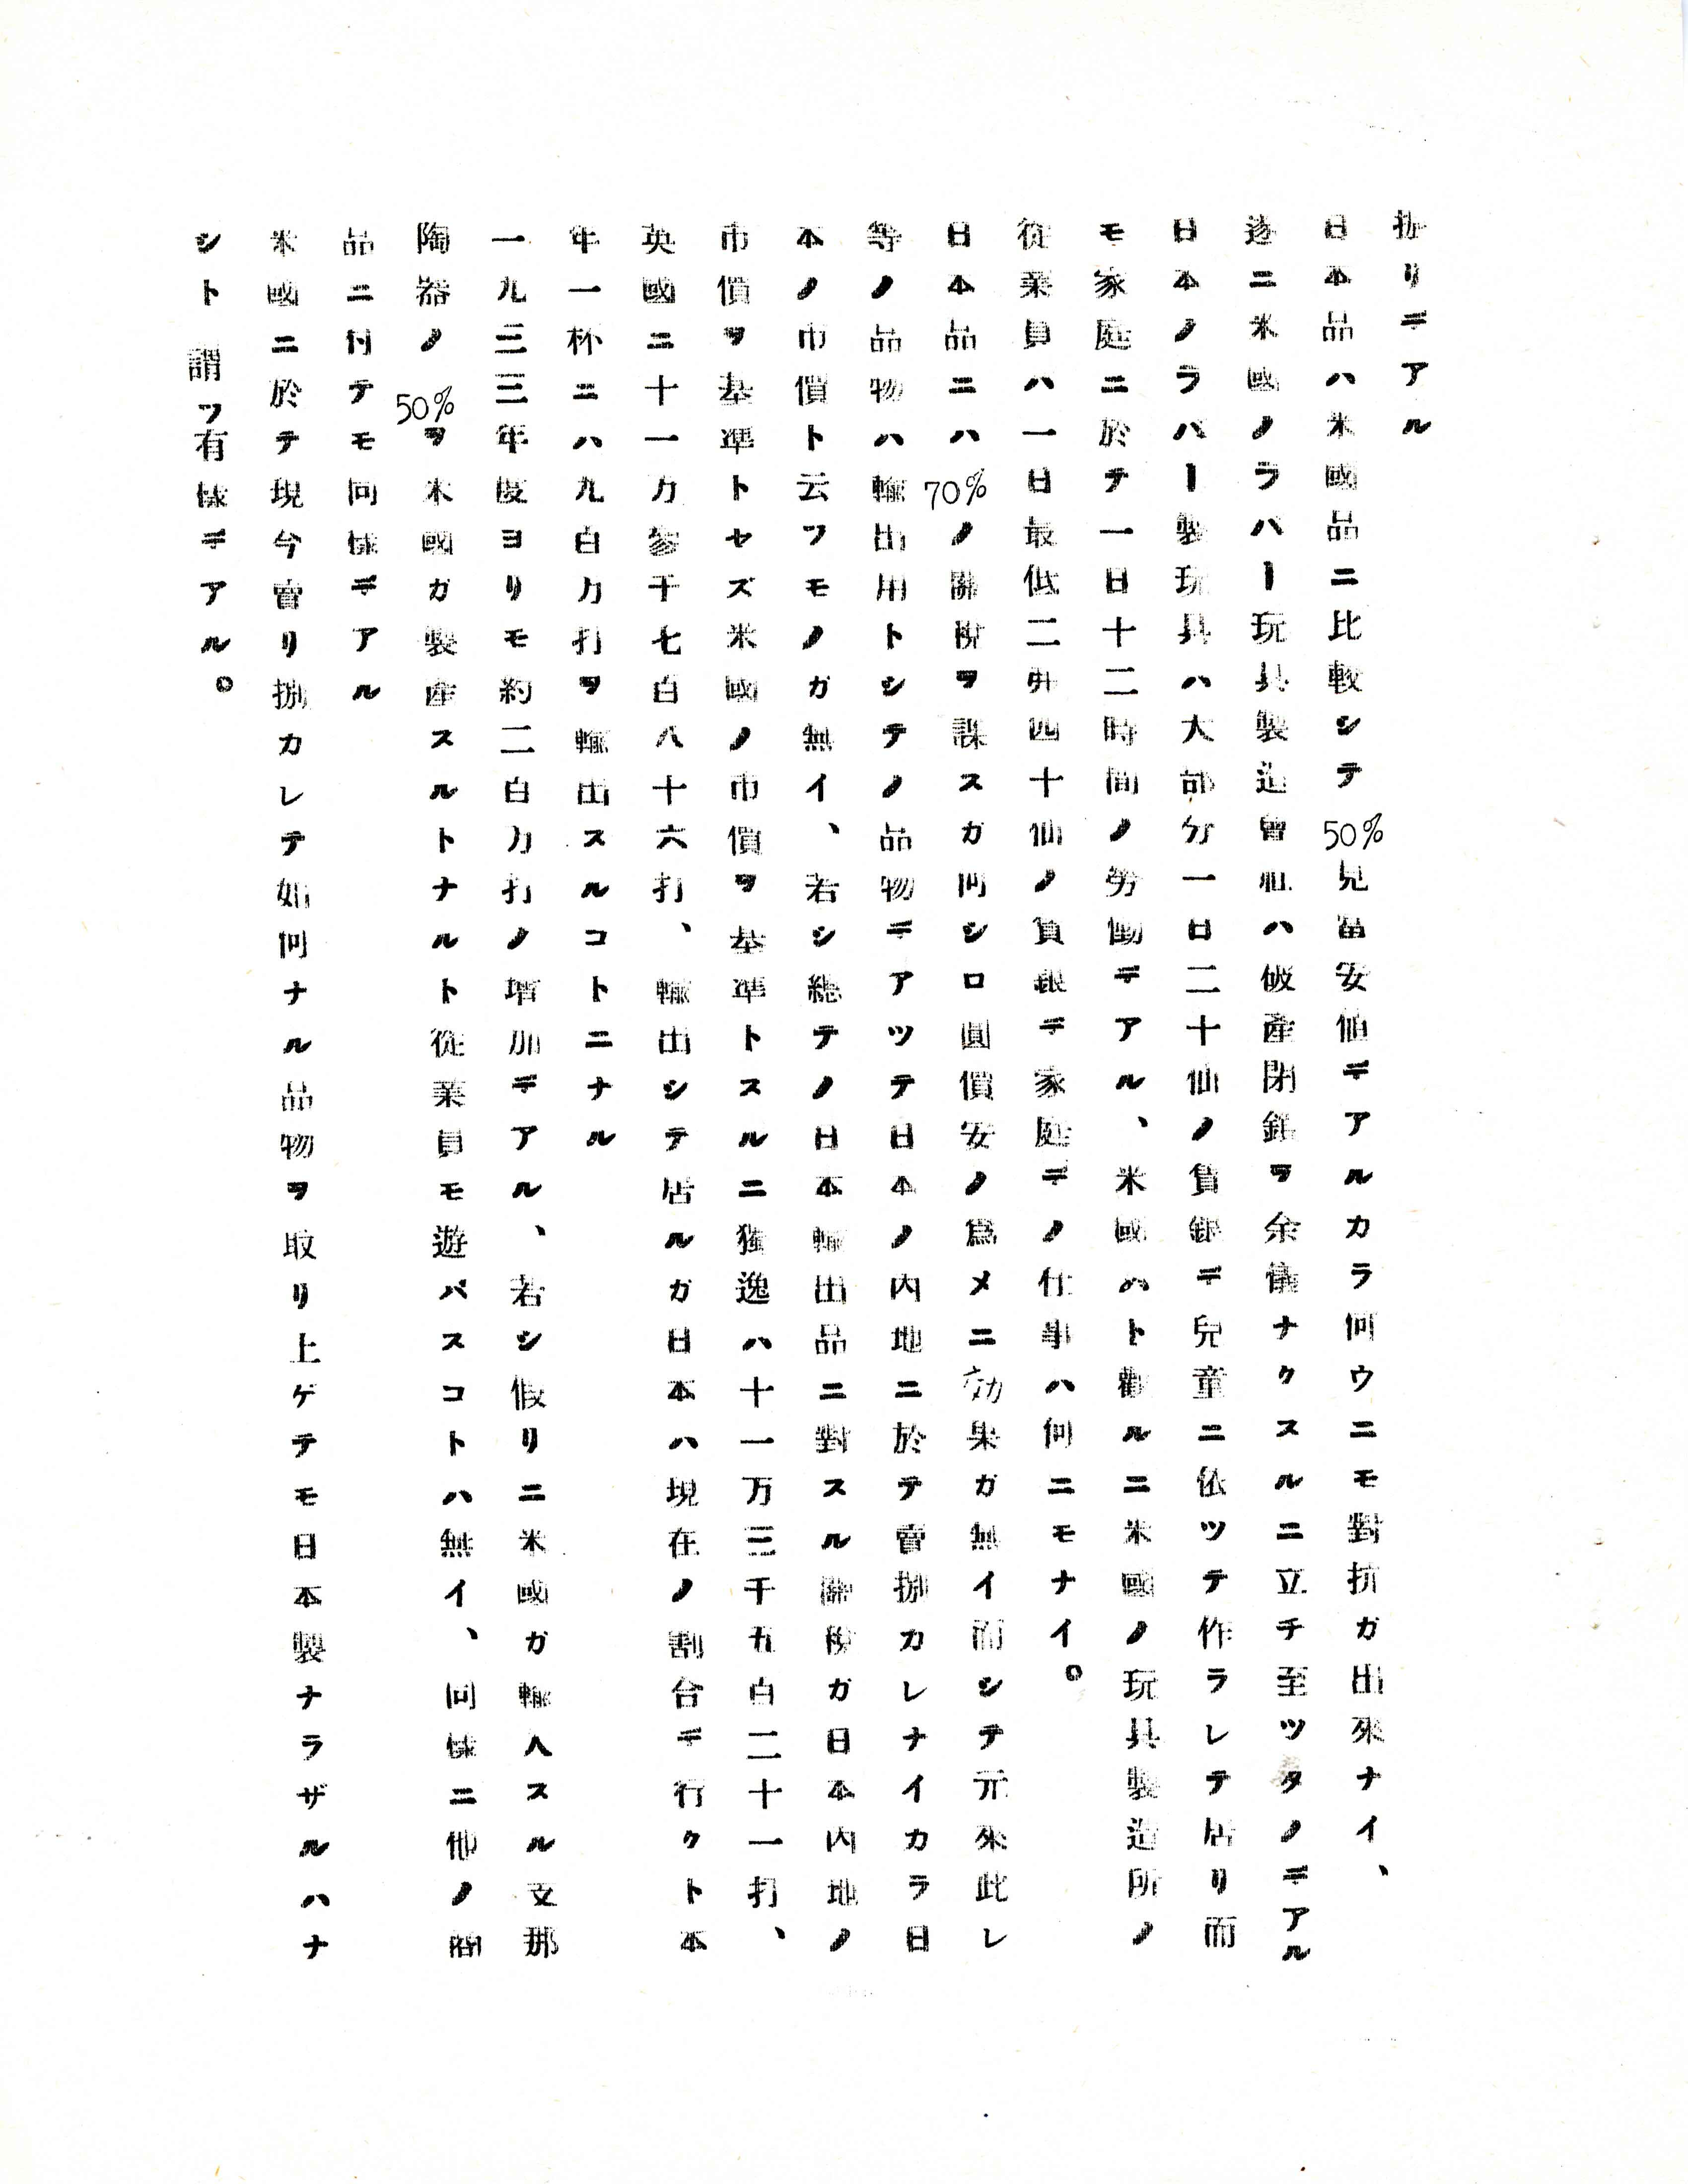 振リデアル
日本品ハ米國品ニ比較シテ50%見當安値デアルカラ何ウニモ對抗ガ出來ナイ、
遂ニ米國ノラバー玩具製造會社ハ破産閉鎖ヲ余儀ナクスルニ立チ至ツタノデアル
日本ノラバー製玩具ハ大部分一日二十仙ノ賃銀デ兒童ニ依ツテ作ラレテ居リ而
モ家庭ニ於テ一日十二時間ノ勞働デアル、米國ハト觀ルニ米國ノ玩具製造所ノ
從業員ハ一日最低二弗四十仙ノ賃銀デ家庭デノ仕事ハ何ニモナイ。
日本品ニハ70%ノ關稅ヲ課スガ何シロ圓價安ノ爲メニ効果ガ無イ而シテ元來此レ
等ノ品物ハ輸出用トシテノ品物デアツテ日本ノ內地ニ於テ賣捌カレナイカラ日
本ノ市價ト云フモノガ無イ、若シ總テノ日本輸出品ニ對スル關稅ガ日本內地ノ
市價ヲ基準トセズ米國ノ市價ヲ基準トスルニ獨逸ハ十一万三千五百二十一打、
英國ニ十一万參千七百八十六打、輸出シテ居ルガ日本ハ現在ノ割合デ行クト本
年一杯ニハ九百万打ヲ輸出スルコトニナル
一九三三年度ヨリモ約二百万打ノ增加デアル、若シ假リニ米國ガ輸入スル支那
陶器ノ50%ヲ米國ガ製産スルトナルト從業員モ遊バスコトハ無イ、同樣ニ他ノ商
品ニ付テモ同樣デアル
米國ニ於テ現今賣リ捌カレテ如何ナル品物ヲ取リ上ゲテモ日本製ナラザルハナ
シト謂フ有樣デアル。